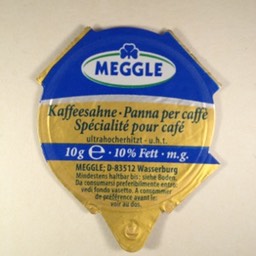 MEGGLE
Kaffeesahne · Panna per caffè
Spécialité pour café
ultrahocherhitzt - u.h.t.
10g ℮ · 10% Fett · m.g.
MEGGLE; D-83512 Wasserburg
Mindestens haltbar bis: siehe Boden.
Da consumarsi preferibilmente entro:
vedi fondo vasetto. A consommer
de préférence avant le:
voir au dos.